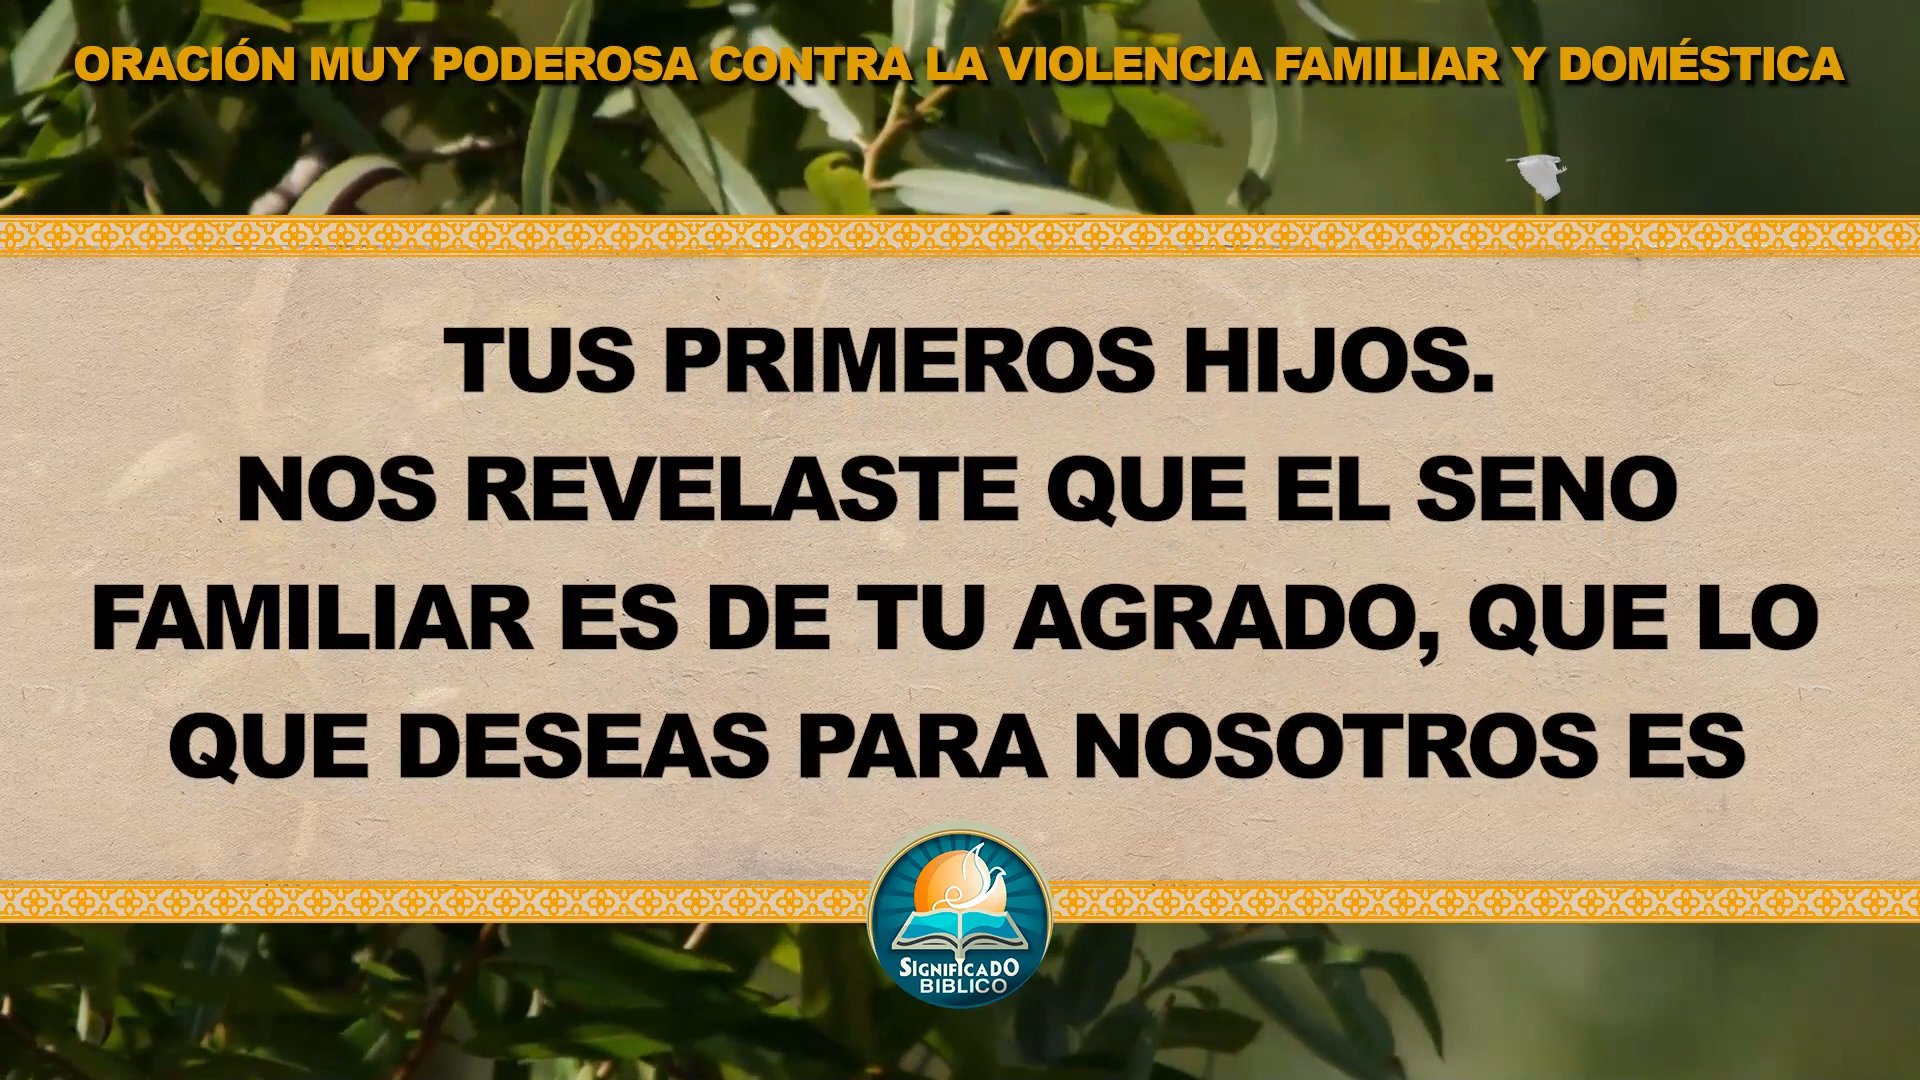 ORACIÓN MUY PODEROSA CONTRA LA VIOLENCIA FAMILIAR Y DOMÉSTICA
TUS PRIMEROS HIJOS.
NOS REVELASTE QUE EL SENO
FAMILIAR ES DE TU AGRADO, QUE LO
QUE DESEAS PARA NOSOTROS ES
SIGNIFICADO
BIBLICO